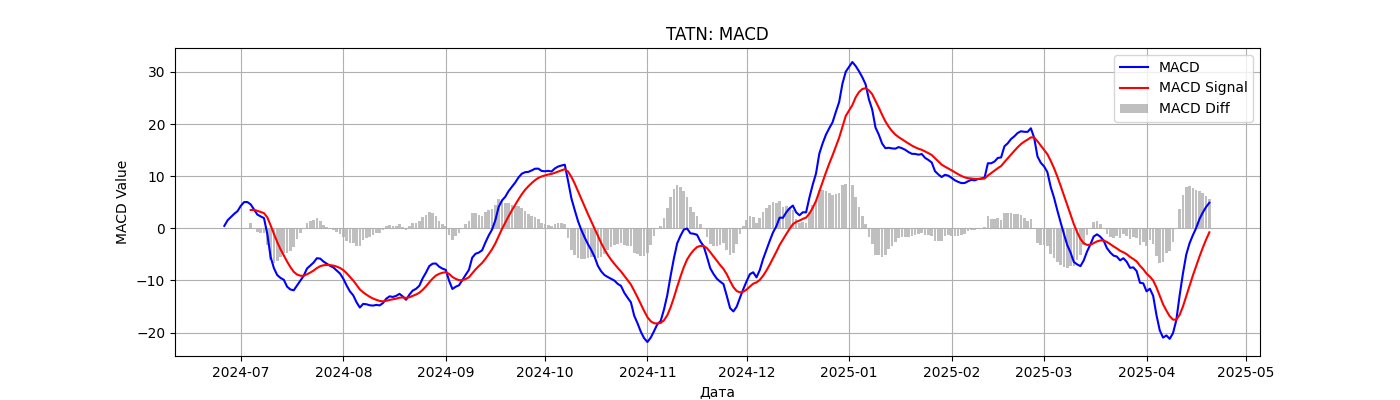 TATN: MACD
MACD Value
30
20
10
0
−10
−20
MACD
MACD Signal
MACD Diff
2024-07
2024-08
2024-09
2024-10
2024-11
2024-12
2025-01
2025-02
2025-03
2025-04
2025-05
Дата